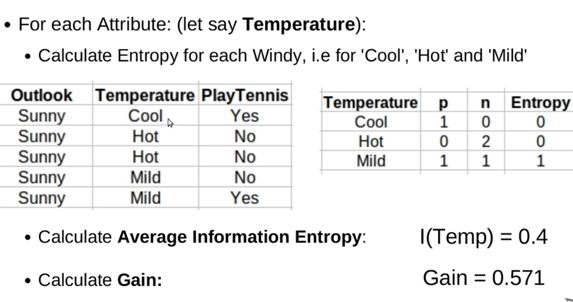 • For each Attribute: (let say Temperature):
• Calculate Entropy for each Windy, i.e for 'Cool', 'Hot' and 'Mild'
Outlook Temperature PlayTennis
Sunny Cool Yes
Sunny Hot No
Sunny Hot No
Sunny Mild No
Sunny Mild Yes
Temperature p n Entropy
Cool 1 0 0
Hot 0 2 0
Mild 1 1 1
• Calculate Average Information Entropy: I(Temp) = 0.4
• Calculate Gain: Gain = 0.571